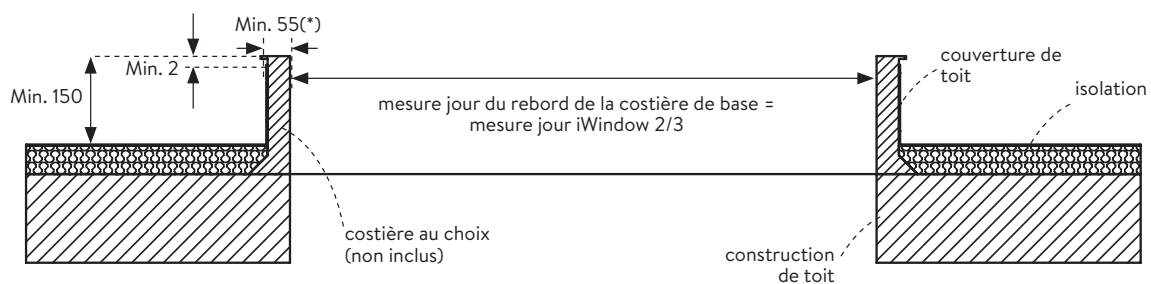 Min. 55(*)
Min. 2
Min. 150
mesure jour du rebord de la costière de base =
mesure jour iWindow 2/3
couverture de
toit
isolation
costière au choix
(non inclus)
construction
de toit